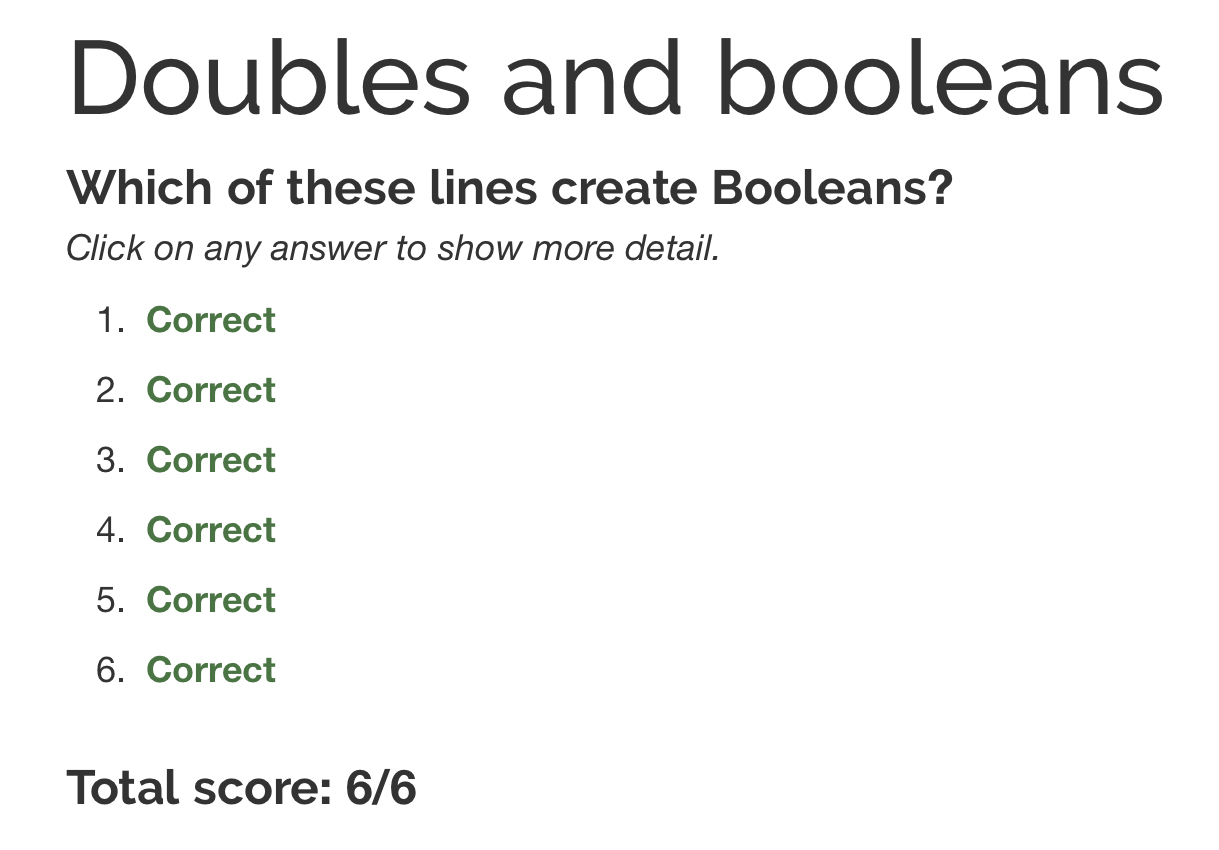 Doubles and booleans
Which of these lines create Booleans?
Click on any answer to show more detail.
1. Correct
2. Correct
3. Correct
4. Correct
5. Correct
6. Correct
Total score: 6/6